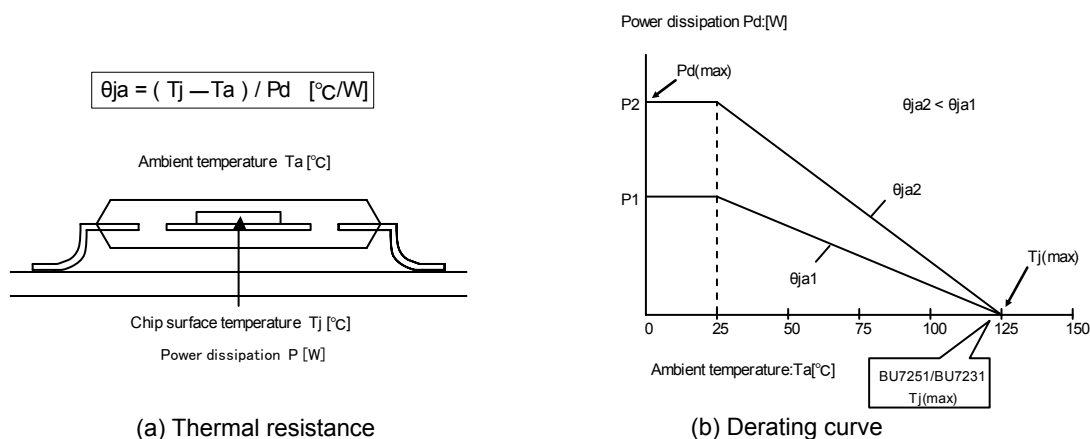 θja = ( Tj ― Ta ) / Pd [℃/W]
Ambient temperature Ta [℃]
Chip surface temperature Tj [℃]
Power dissipation P [W]
(a) Thermal resistance
Power dissipation Pd:[W]
Pd(max)
P2
θja2 < θja1
P1
θja2
θja1
Tj(max)
0 25 50 75 100 125 150
Ambient temperature:Ta[℃]
BU7251/BU7231
Tj(max)
(b) Derating curve